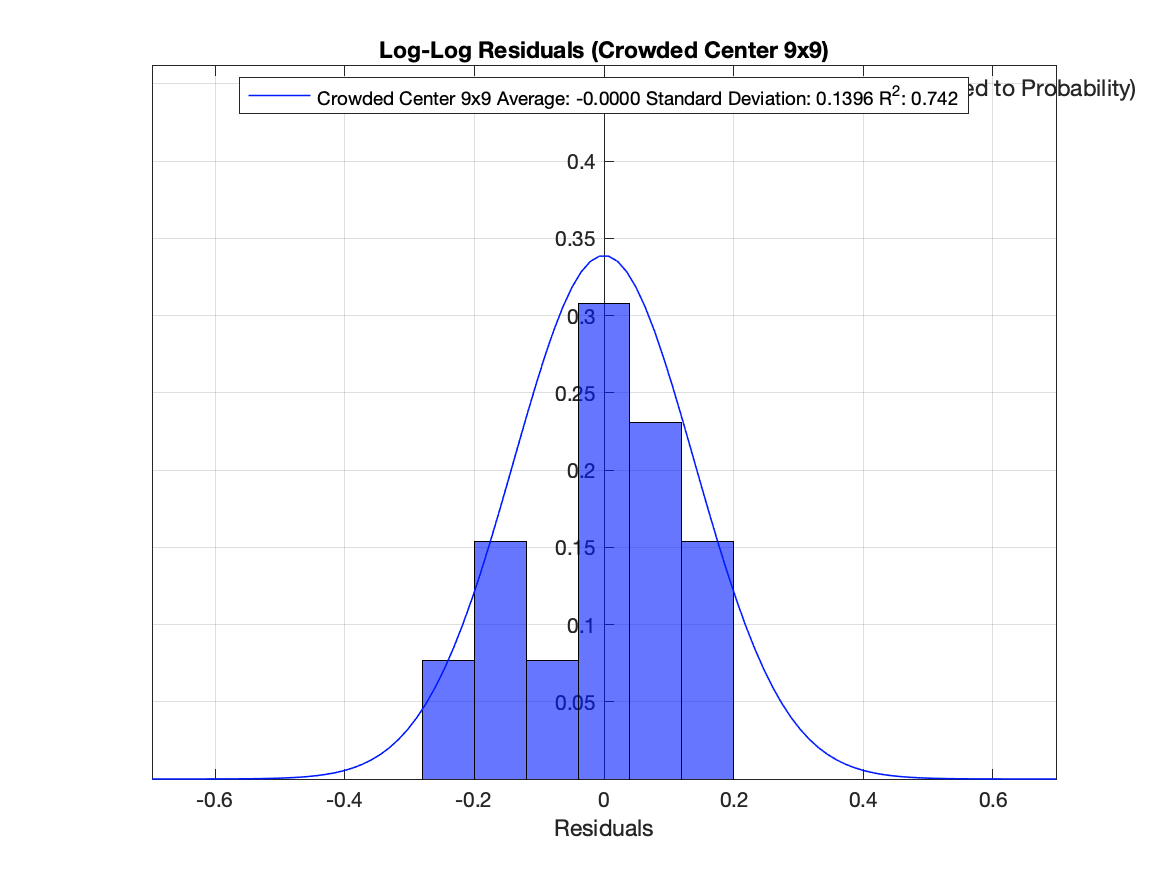 Log-Log Residuals (Crowded Center 9x9)
ed to Probability)
Crowded Center 9x9 Average: -0.0000 Standard Deviation: 0.1396 R²: 0.742
0.4
0.35
0.3
0.25
0.2
0.15
0.1
0.05
-0.6 -0.4 -0.2 0 0.2 0.4 0.6
Residuals